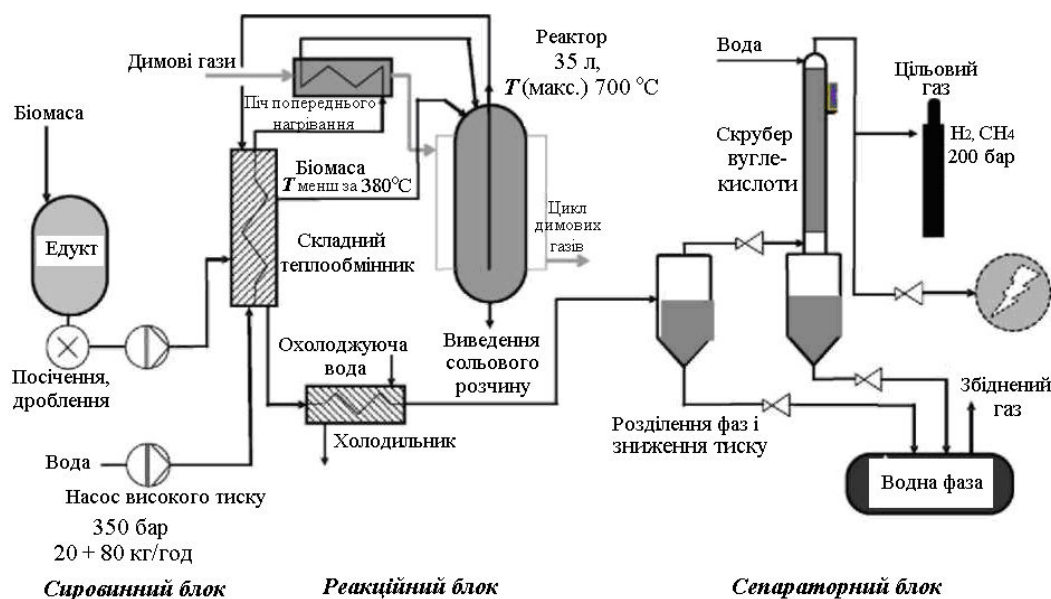 Біомаса
Едукт
Посічення,
дроблення
Вода
Насос високого тиску
350 бар
20 + 80 кг/год
Сировинний блок
Димові гази
Піч попереднього
нагрівання
Біомаса
T менш за 380°C
Складний
теплообмінник
Охолоджуюча
вода
Холодильник
Реактор
35 л,
T (макс.) 700 °C
Цикл
димових
газів
Виведення
сольового
розчину
Реакційний блок
Вода
Скрубер
вугле-
кислоти
Цільовий
газ
H2, CH4
200 бар
Розділення фаз і
зниження тиску
Збіднений
газ
Водна фаза
Сепараторний блок